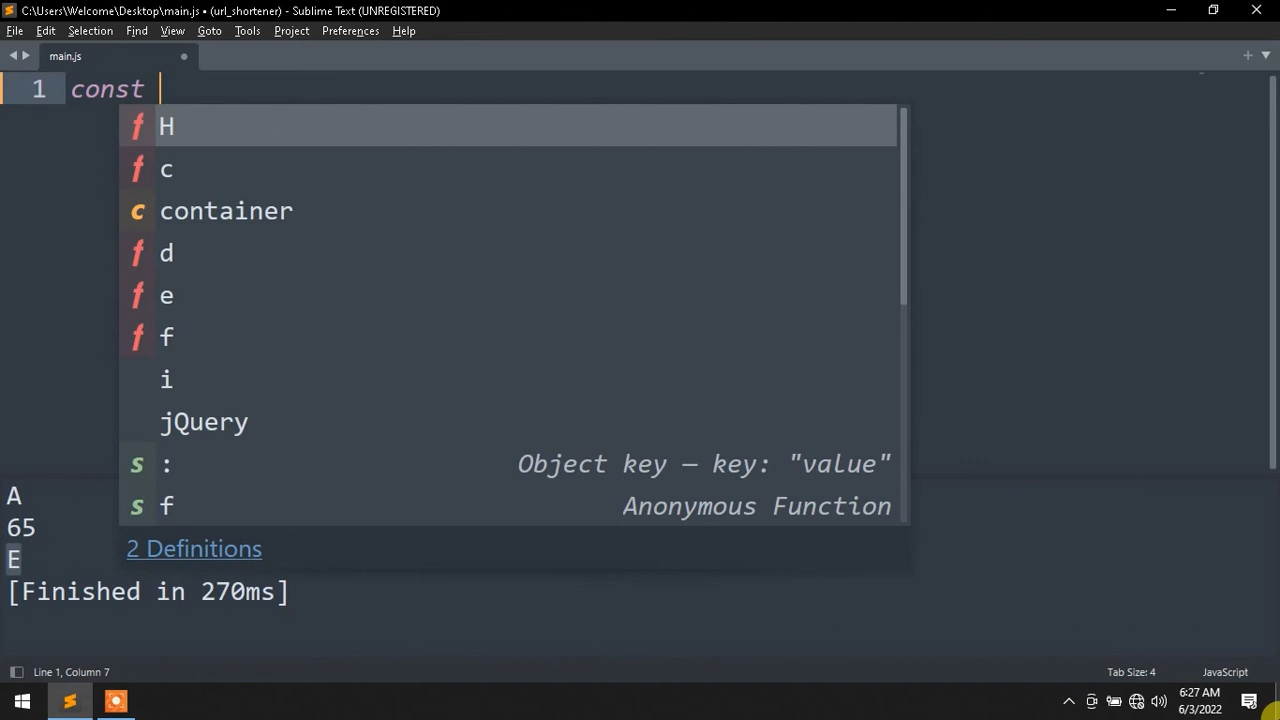 C:\Users\Welcome\Desktop\main.js • (url_shortener) - Sublime Text (UNREGISTERED)
File Edit Selection Find View Goto Tools Project Preferences Help
main.js
1 const
f H
f c
c container
f d
f e
f f
i
jQuery
s : Object key — key: "value"
s f Anonymous Function
2 Definitions
A
65
E
[Finished in 270ms]
Line 1, Column 7 Tab Size: 4 JavaScript
6:27 AM
6/3/2022